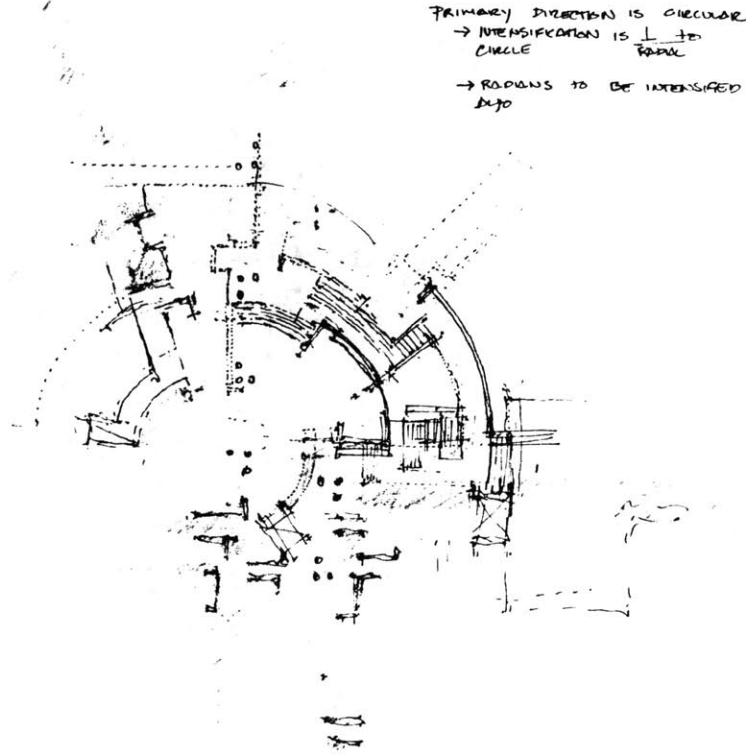 PRIMARY DIRECTION IS CIRCULAR
→ INTENSIFICATION IS ⊥ TO
CIRCLE RADIAL
→ RADIANS TO BE INTENSIFIED